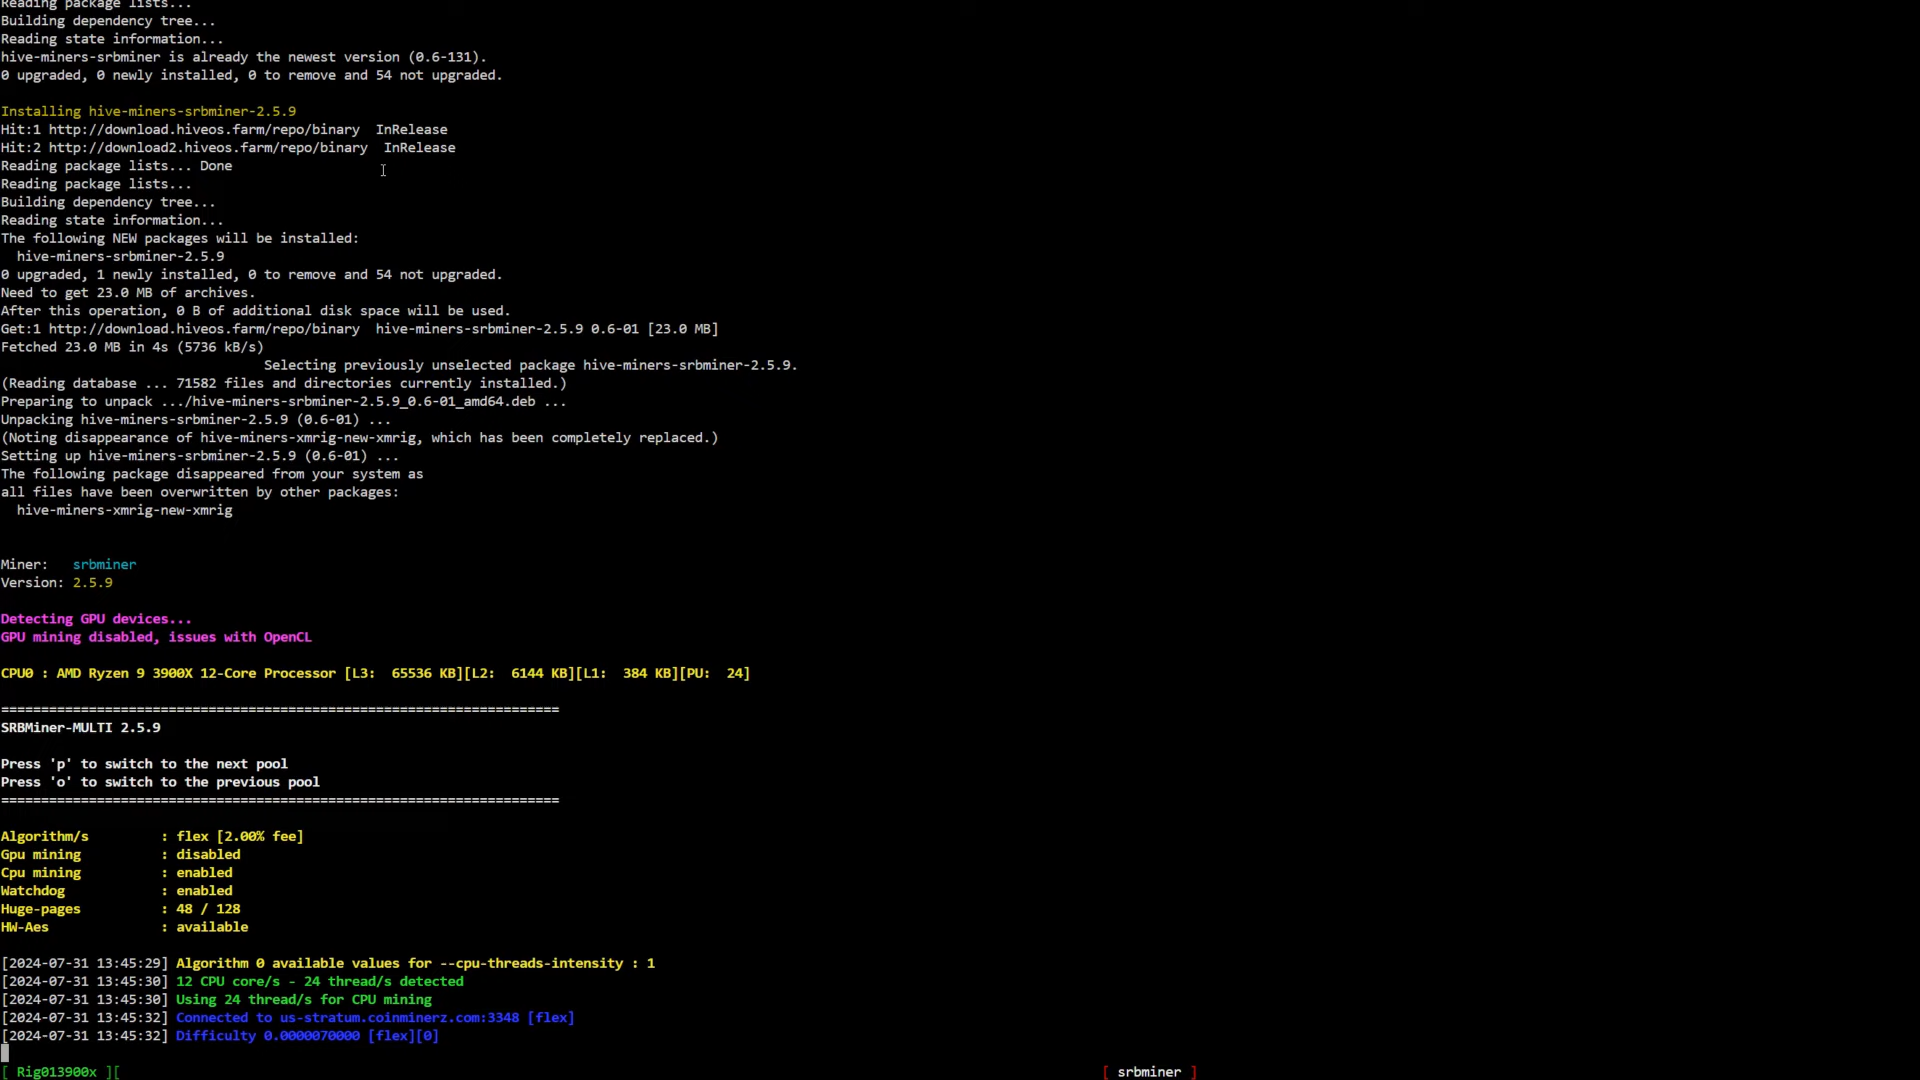 Reading package lists...
Building dependency tree...
Reading state information...
hive-miners-srbminer is already the newest version (0.6-131).
0 upgraded, 0 newly installed, 0 to remove and 54 not upgraded.
Installing hive-miners-srbminer-2.5.9
Hit:1 http://download.hiveos.farm/repo/binary  InRelease
Hit:2 http://download2.hiveos.farm/repo/binary  InRelease
Reading package lists... Done
Reading package lists...
Building dependency tree...
Reading state information...
The following NEW packages will be installed:
  hive-miners-srbminer-2.5.9
0 upgraded, 1 newly installed, 0 to remove and 54 not upgraded.
Need to get 23.0 MB of archives.
After this operation, 0 B of additional disk space will be used.
Get:1 http://download.hiveos.farm/repo/binary  hive-miners-srbminer-2.5.9 0.6-01 [23.0 MB]
Fetched 23.0 MB in 4s (5736 kB/s)
Selecting previously unselected package hive-miners-srbminer-2.5.9.
(Reading database ... 71582 files and directories currently installed.)
Preparing to unpack .../hive-miners-srbminer-2.5.9_0.6-01_amd64.deb ...
Unpacking hive-miners-srbminer-2.5.9 (0.6-01) ...
(Noting disappearance of hive-miners-xmrig-new-xmrig, which has been completely replaced.)
Setting up hive-miners-srbminer-2.5.9 (0.6-01) ...
The following package disappeared from your system as
all files have been overwritten by other packages:
  hive-miners-xmrig-new-xmrig
Miner:   srbminer
Version: 2.5.9
Detecting GPU devices...
GPU mining disabled, issues with OpenCL
CPU0 : AMD Ryzen 9 3900X 12-Core Processor [L3:  65536 KB][L2:  6144 KB][L1:  384 KB][PU:  24]
======================================================================
SRBMiner-MULTI 2.5.9
Press 'p' to switch to the next pool
Press 'o' to switch to the previous pool
======================================================================
Algorithm/s         : flex [2.00% fee]
Gpu mining          : disabled
Cpu mining          : enabled
Watchdog            : enabled
Huge-pages          : 48 / 128
HW-Aes              : available
[2024-07-31 13:45:29] Algorithm 0 available values for --cpu-threads-intensity : 1
[2024-07-31 13:45:30] 12 CPU core/s - 24 thread/s detected
[2024-07-31 13:45:30] Using 24 thread/s for CPU mining
[2024-07-31 13:45:32] Connected to us-stratum.coinminerz.com:3348 [flex]
[2024-07-31 13:45:32] Difficulty 0.0000070000 [flex][0]
[ Rig013900x ][ [ srbminer ]